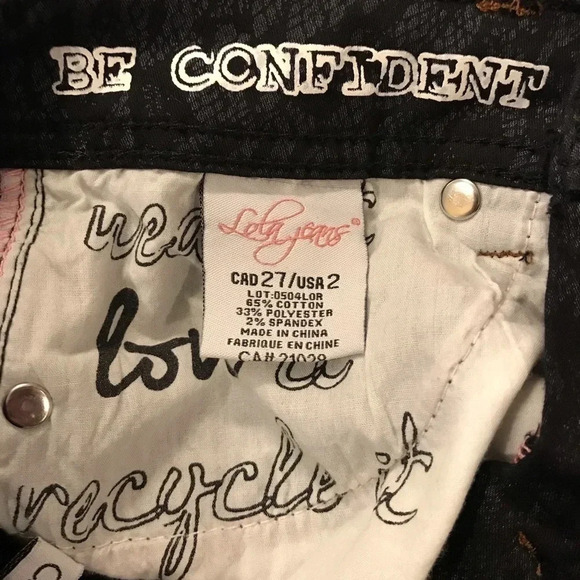 BE CONFIDENT
Lola jeans®
CAD 27/USA 2
LOT:0504LOR
65% COTTON
33% POLYESTER
2% SPANDEX
MADE IN CHINA
FABRIQUE EN CHINE
CA# 21029
recycle it